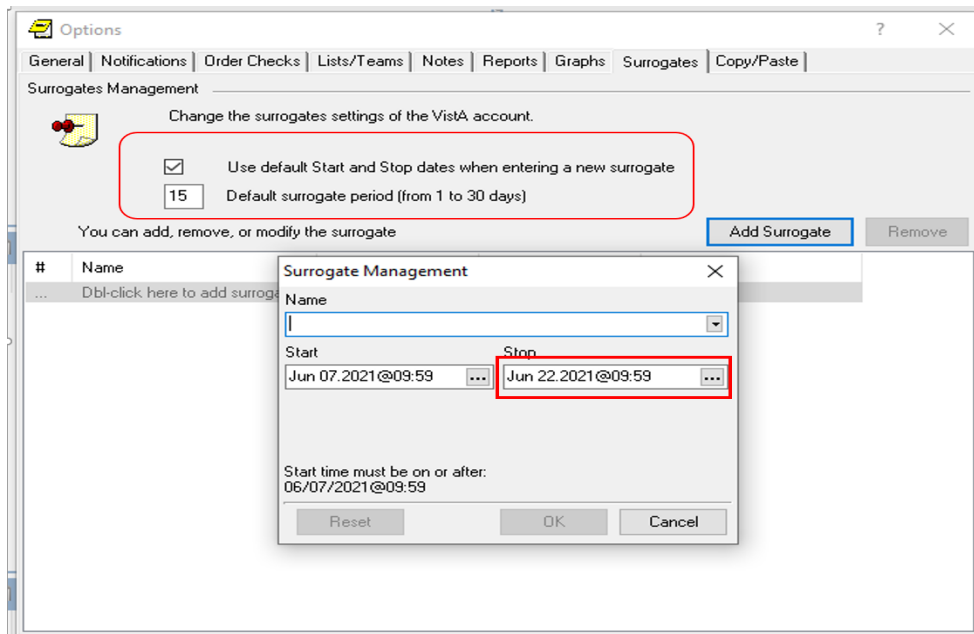 Options
?
General Notifications Order Checks Lists/Teams Notes Reports Graphs Surrogates Copy/Paste
Surrogates Management
Change the surrogates settings of the VistA account.
Use default Start and Stop dates when entering a new surrogate
15 Default surrogate period (from 1 to 30 days)
You can add, remove, or modify the surrogate
Add Surrogate
Remove
# Name
... Dbl-click here to add surroga
Surrogate Management
Name
Start Stop
Jun 07.2021@09:59 ... Jun 22.2021@09:59 ...
Start time must be on or after:
06/07/2021@09:59
Reset OK Cancel